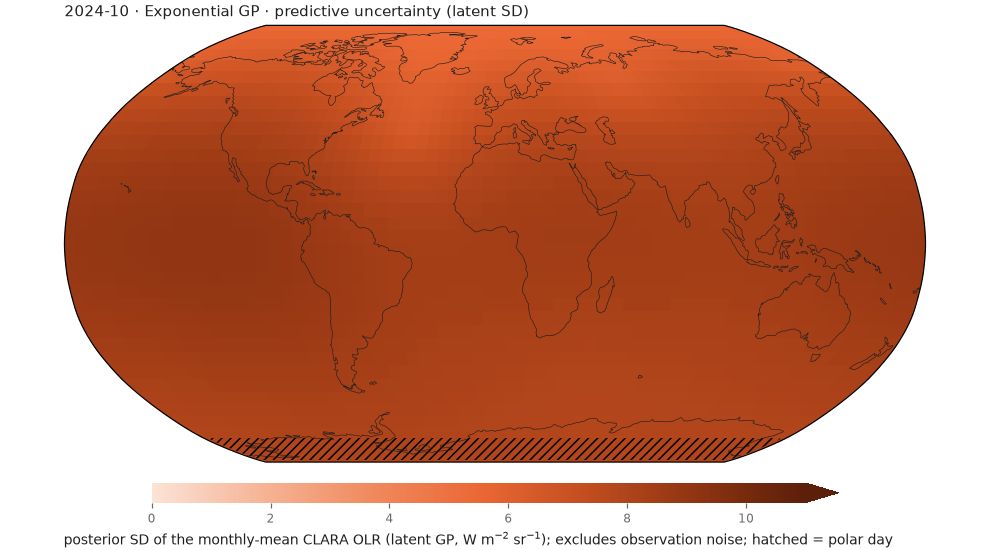 2024-10 · Exponential GP · predictive uncertainty (latent SD)
0 2 4 6 8 10
posterior SD of the monthly-mean CLARA OLR (latent GP, W m⁻² sr⁻¹); excludes observation noise; hatched = polar day